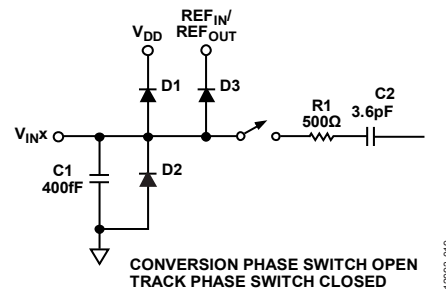 REFIN/
REFOUT
VDD
D1
D3
C2
3.6pF
R1
500Ω
VINx
C1
400fF
D2
CONVERSION PHASE SWITCH OPEN
TRACK PHASE SWITCH CLOSED